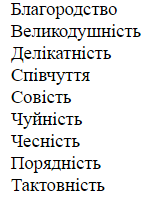 Благородство
Великодушність
Делікатність
Співчуття
Совість
Чуйність
Чесність
Порядність
Тактовність